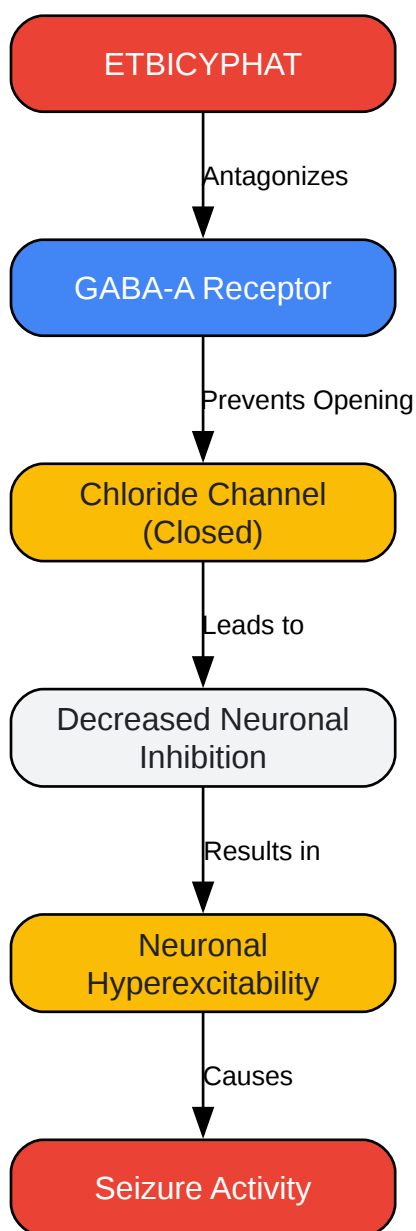 ETBICYPHAT
Antagonizes
GABA-A Receptor
Prevents Opening
Chloride Channel
(Closed)
Leads to
Decreased Neuronal
Inhibition
Results in
Neuronal
Hyperexcitability
Causes
Seizure Activity